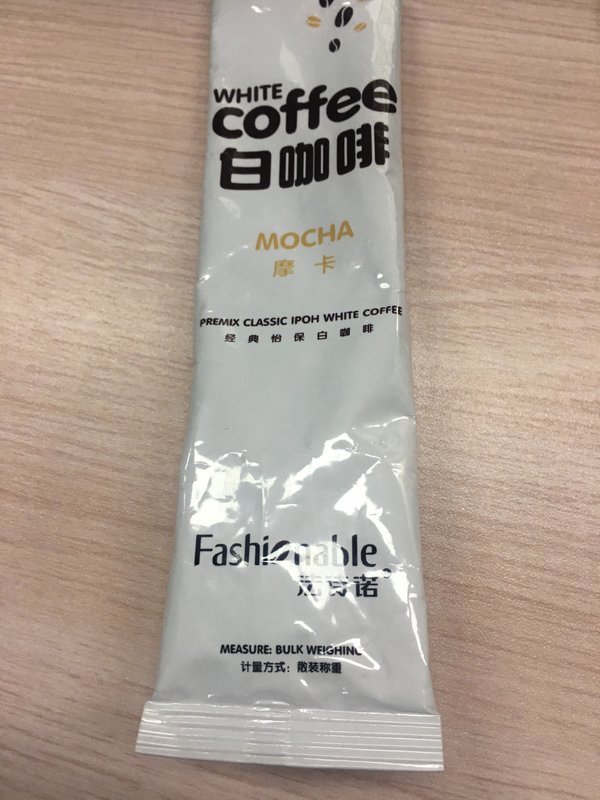 WHITE
coffee
白咖啡
MOCHA
摩卡
PREMIX CLASSIC IPOH WHITE COFFEE
经典怡保白咖啡
Fashionable
MEASURE: BULK WEIGHING
计量方式：散装称重